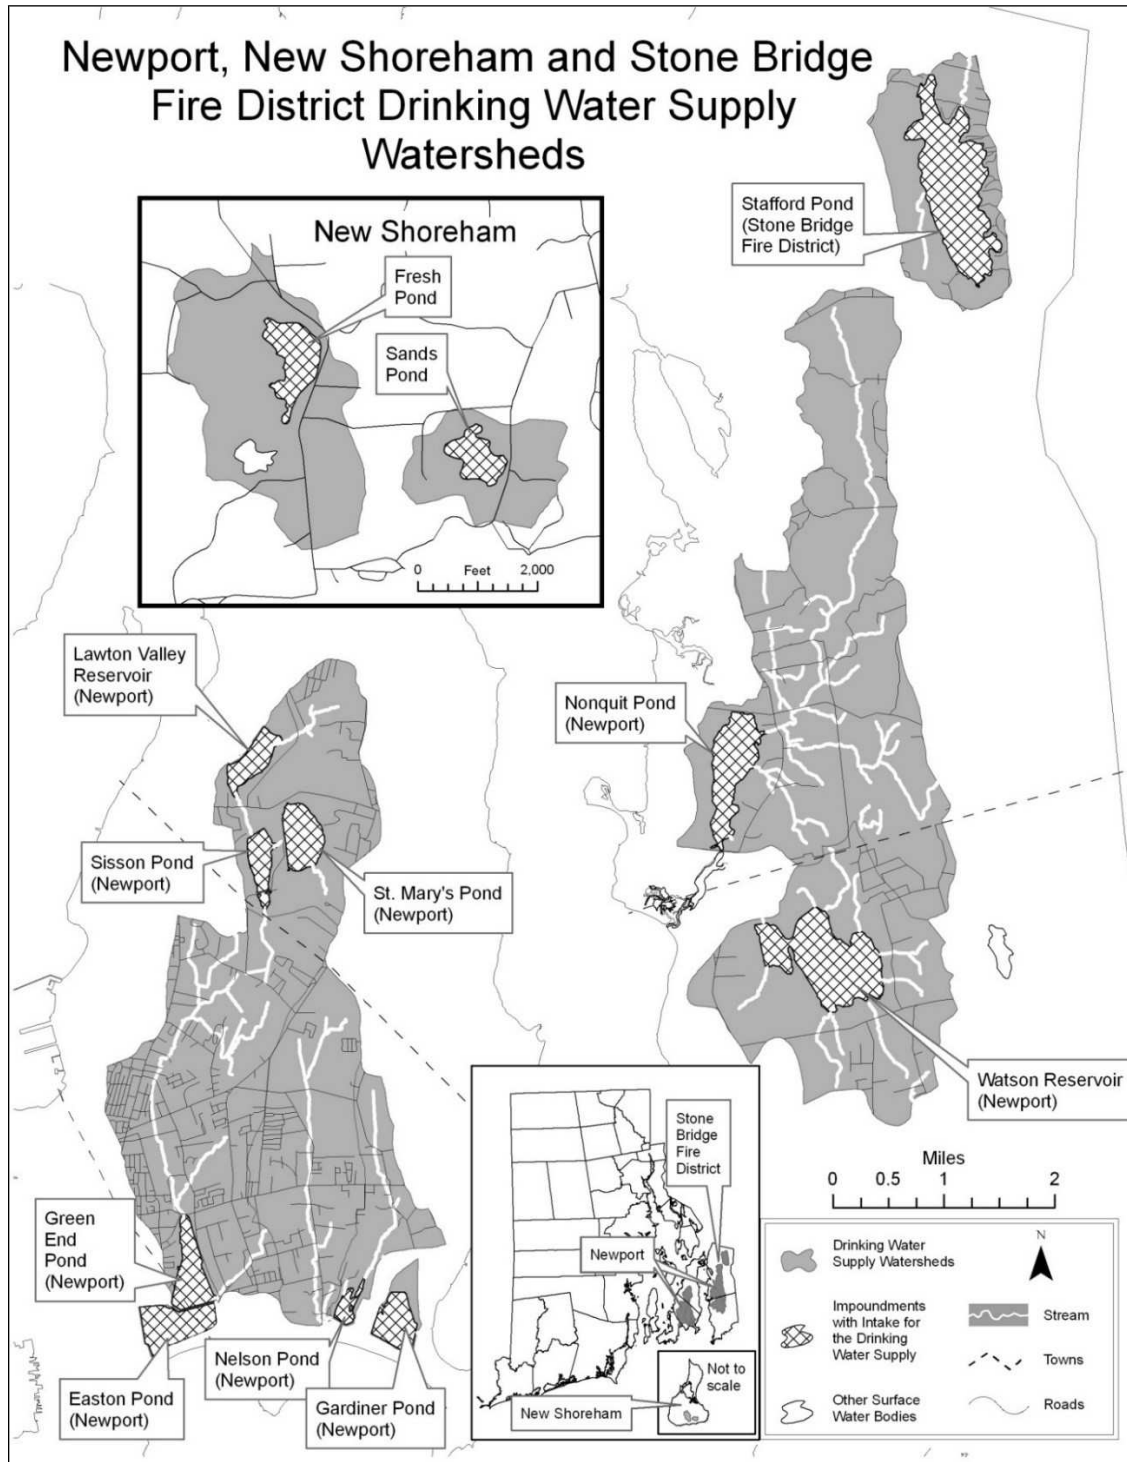 Newport, New Shoreham and Stone Bridge
Fire District Drinking Water Supply
Watersheds
Stafford Pond
(Stone Bridge
Fire District)
New Shoreham
Fresh
Pond
Sands
Pond
0 Feet 2,000
Lawton Valley
Reservoir
(Newport)
Nonquit Pond
(Newport)
Sisson Pond
(Newport)
St. Mary's Pond
(Newport)
Watson Reservoir
(Newport)
Green
End
Pond
(Newport)
Easton Pond
(Newport)
Nelson Pond
(Newport)
Gardiner Pond
(Newport)
Stone
Bridge
Fire
District
Newport
New Shoreham
Not to
scale
Miles
0 0.5 1 2
Drinking Water
Supply Watersheds
N
Impoundments
with Intake for
the Drinking
Water Supply
Stream
Towns
Other Surface
Water Bodies
Roads